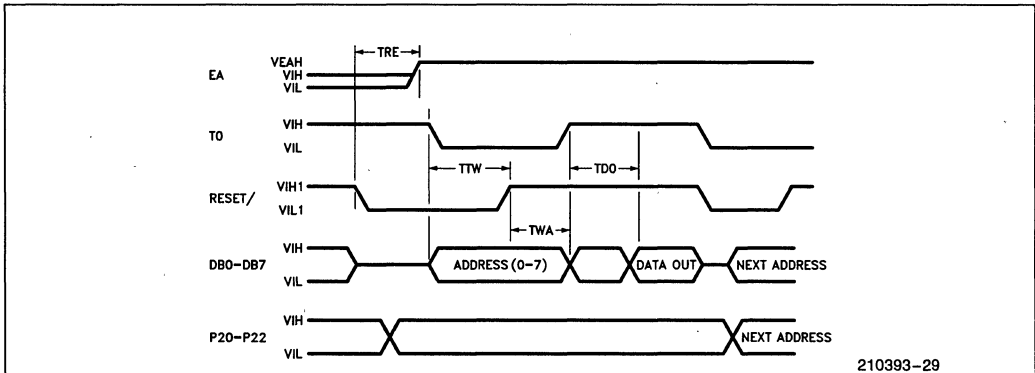 TRE
EA
VEAH
VIH
VIL
T0
VIH
VIL
TTW
TDO
RESET/
VIH1
VIL1
TWA
DB0-DB7
VIH
VIL
ADDRESS (0-7)
DATA OUT
NEXT ADDRESS
P20-P22
VIH
VIL
NEXT ADDRESS
210393-29